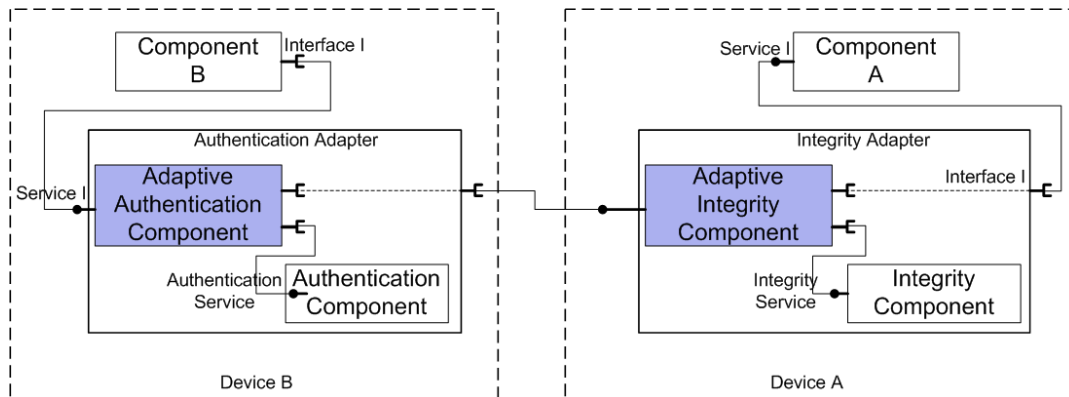 Component
B
Interface I
Authentication Adapter
Service I
Adaptive
Authentication
Component
Authentication
Service
Authentication
Component
Device B
Service I
Component
A
Integrity Adapter
Adaptive
Integrity
Component
Interface I
Integrity
Service
Integrity
Component
Device A